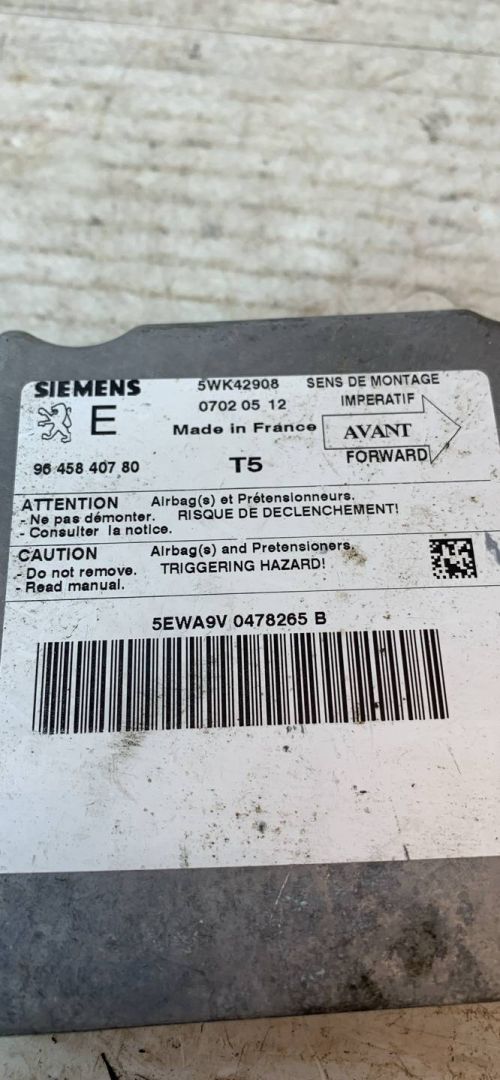 SIEMENS 5WK42908 SENS DE MONTAGE
IMPERATIF
E 0702 05 12
Made in France AVANT
96 458 407 80 T5 FORWARD
ATTENTION Airbag(s) et Prétensionneurs.
- Ne pas démonter. RISQUE DE DECLENCHEMENT!
- Consulter la notice.
CAUTION Airbag(s) and Pretensioners
- Do not remove. TRIGGERING HAZARD!
- Read manual.
5EWA9V 0478265 B